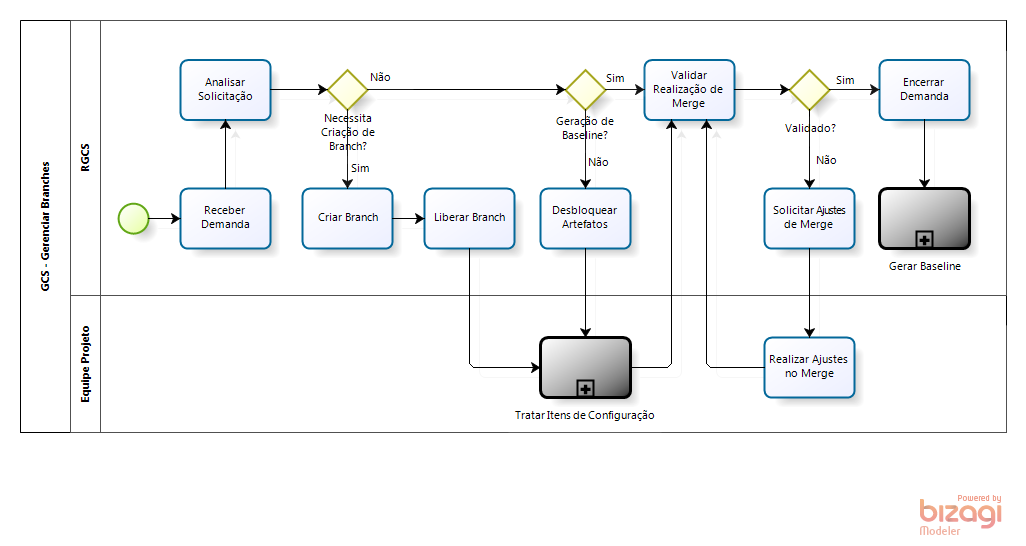 GCS - Gerenciar Branches
RGCS
Analisar
Solicitação
Não
Necessita
Criação de
Branch?
Sim
Geração de
Baseline?
Sim
Não
Validar
Realização de
Merge
Validado?
Sim
Não
Encerrar
Demanda
Receber
Demanda
Criar Branch
Liberar Branch
Desbloquear
Artefatos
Solicitar Ajustes
de Merge
Gerar Baseline
Equipe Projeto
Tratar Itens de Configuração
Realizar Ajustes
no Merge
Powered by
bizagi
Modeler